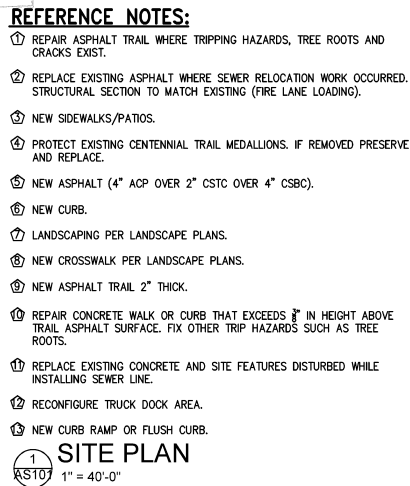 REFERENCE NOTES:
1 REPAIR ASPHALT TRAIL WHERE TRIPPING HAZARDS, TREE ROOTS AND
CRACKS EXIST.
2 REPLACE EXISTING ASPHALT WHERE SEWER RELOCATION WORK OCCURRED.
STRUCTURAL SECTION TO MATCH EXISTING (FIRE LANE LOADING).
3 NEW SIDEWALKS/PATIOS.
4 PROTECT EXISTING CENTENNIAL TRAIL MEDALLIONS. IF REMOVED PRESERVE
AND REPLACE.
5 NEW ASPHALT (4" ACP OVER 2" CSTC OVER 4" CSBC).
6 NEW CURB.
7 LANDSCAPING PER LANDSCAPE PLANS.
8 NEW CROSSWALK PER LANDSCAPE PLANS.
9 NEW ASPHALT TRAIL 2" THICK.
10 REPAIR CONCRETE WALK OR CURB THAT EXCEEDS " IN HEIGHT ABOVE
TRAIL ASPHALT SURFACE. FIX OTHER TRIP HAZARDS SUCH AS TREE
ROOTS.
11 REPLACE EXISTING CONCRETE AND SITE FEATURES DISTURBED WHILE
INSTALLING SEWER LINE.
12 RECONFIGURE TRUCK DOCK AREA.
13 NEW CURB RAMP OR FLUSH CURB.
1 SITE PLAN
AS101 1" = 40'-0"